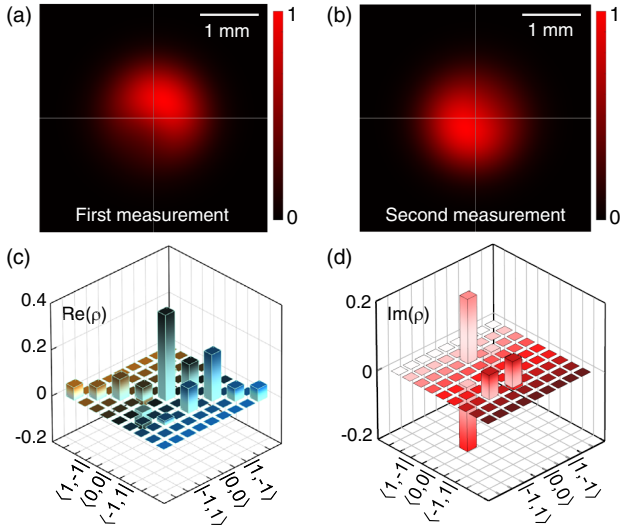 (a)
1 mm
First measurement
1
0
(b)
1 mm
Second measurement
1
0
(c)
Re(ρ)
0.4
0.2
0
-0.2
⟨1,-1|
⟨0,0|
⟨-1,1|
|-1,1⟩
|0,0⟩
|1,-1⟩
(d)
Im(ρ)
0.2
0
-0.2
⟨1,-1|
⟨0,0|
⟨-1,1|
|-1,1⟩
|0,0⟩
|1,-1⟩